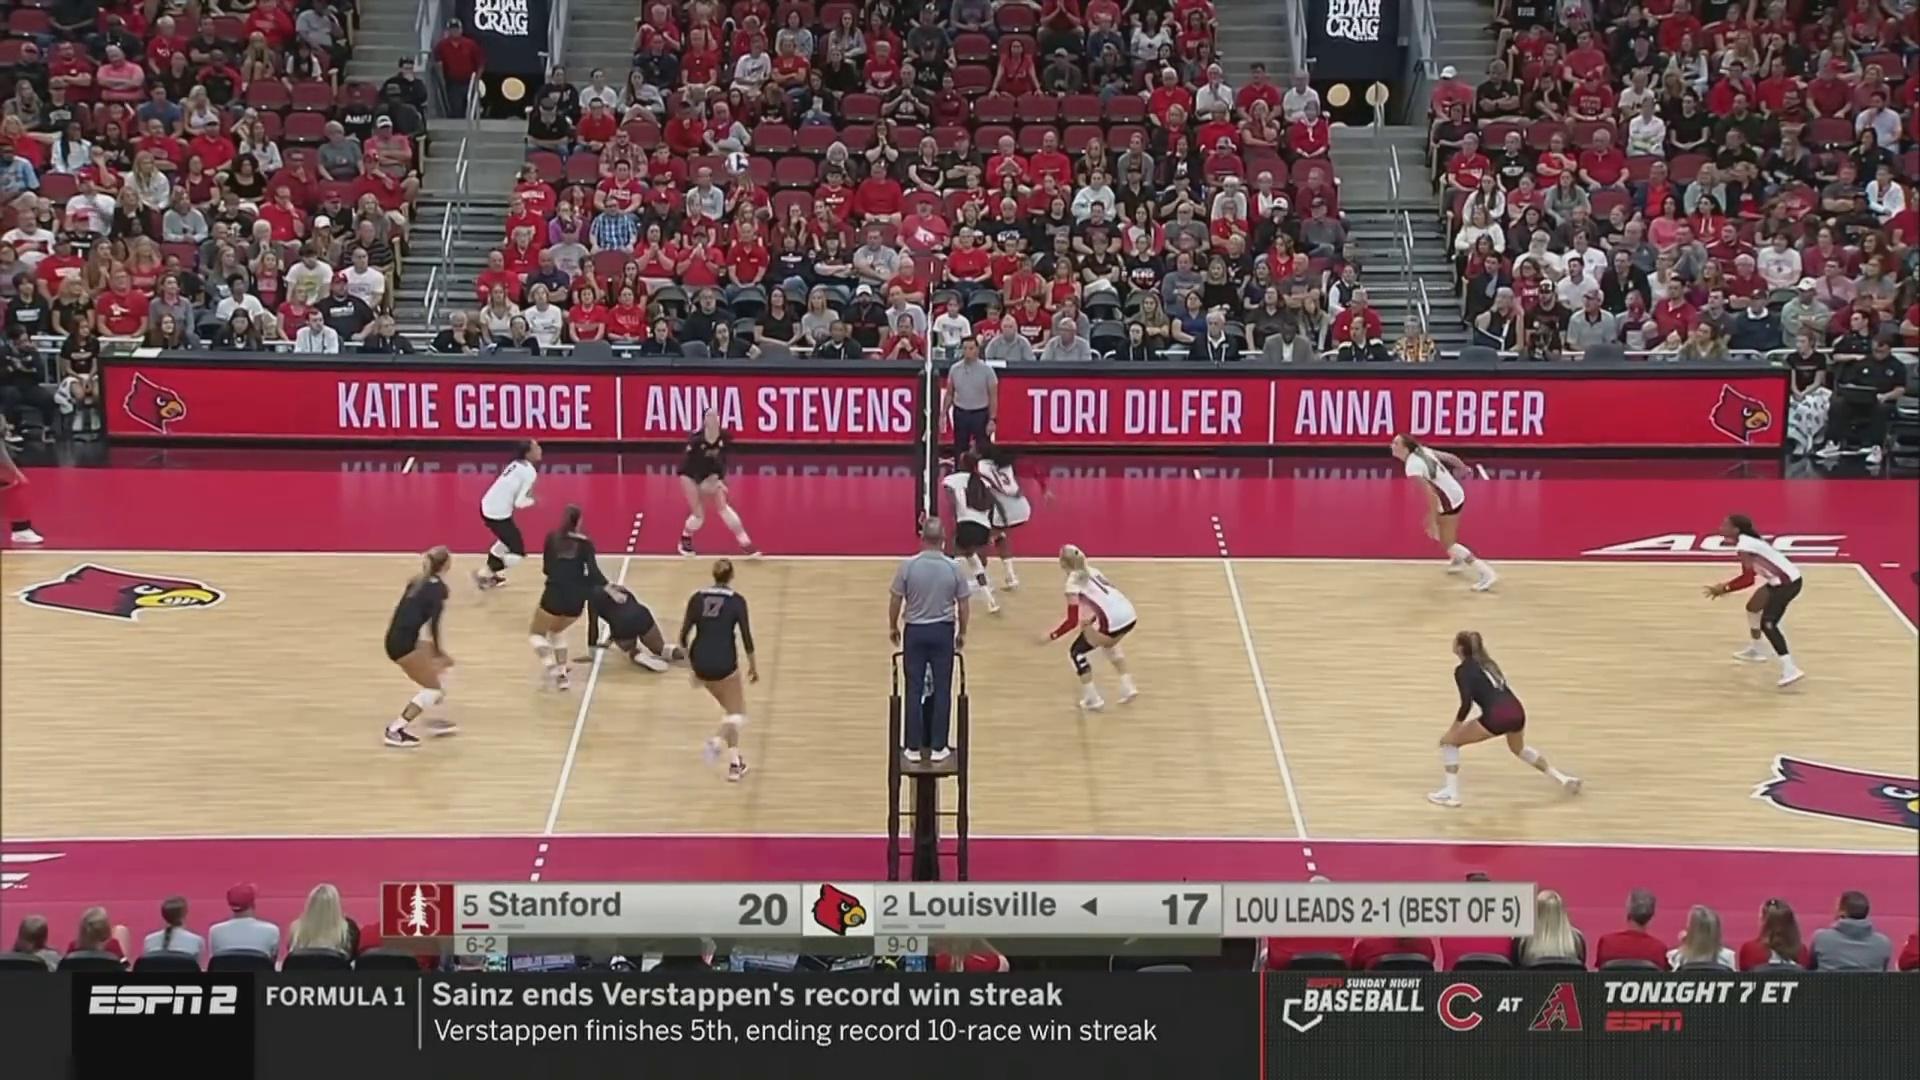 ELIJAH
CRAIG
ELIJAH
CRAIG
KATIE GEORGE | ANNA STEVENS
TORI DILFER | ANNA DEBEER
ACC
17
5 Stanford 20
6-2
2 Louisville 17
9-0
LOU LEADS 2-1 (BEST OF 5)
ESPN2
FORMULA 1
Sainz ends Verstappen's record win streak
Verstappen finishes 5th, ending record 10-race win streak
ESPN SUNDAY NIGHT
BASEBALL
C AT A
TONIGHT 7 ET
ESPN